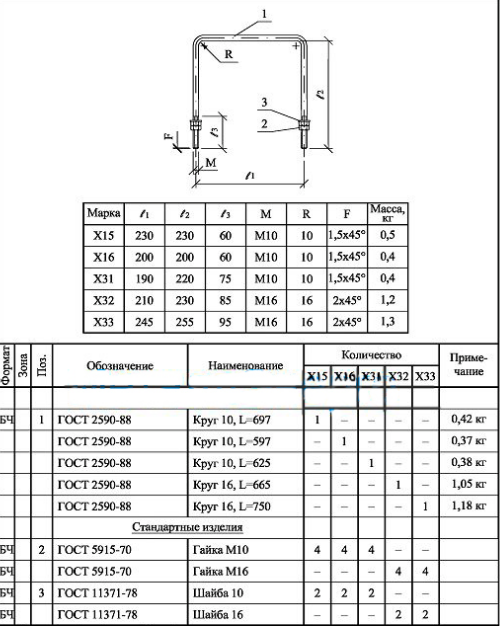 1
R
ℓ2
3
2
ℓ3
F
M
ℓ1
Марка ℓ1 ℓ2 ℓ3 M R F Масса, кг
X15 230 230 60 M10 10 1,5x45° 0,5
X16 200 200 60 M10 10 1,5x45° 0,4
X31 190 220 75 M10 10 1,5x45° 0,4
X32 210 230 85 M16 16 2x45° 1,2
X33 245 255 95 M16 16 2x45° 1,3
Формат Зона Поз. Обозначение Наименование Количество Приме-
чание
X15 X16 X31 X32 X33
БЧ 1 ГОСТ 2590-88 Круг 10, L=697 1 – – – – 0,42 кг
ГОСТ 2590-88 Круг 10, L=597 – 1 – – – 0,37 кг
ГОСТ 2590-88 Круг 10, L=625 – – 1 – – 0,38 кг
ГОСТ 2590-88 Круг 16, L=665 – – – 1 – 1,05 кг
ГОСТ 2590-88 Круг 16, L=750 – – – – 1 1,18 кг
Стандартные изделия
БЧ 2 ГОСТ 5915-70 Гайка М10 4 4 4 – –
БЧ ГОСТ 5915-70 Гайка М16 – – – 4 4
БЧ 3 ГОСТ 11371-78 Шайба 10 2 2 2 – –
БЧ ГОСТ 11371-78 Шайба 16 – – – 2 2